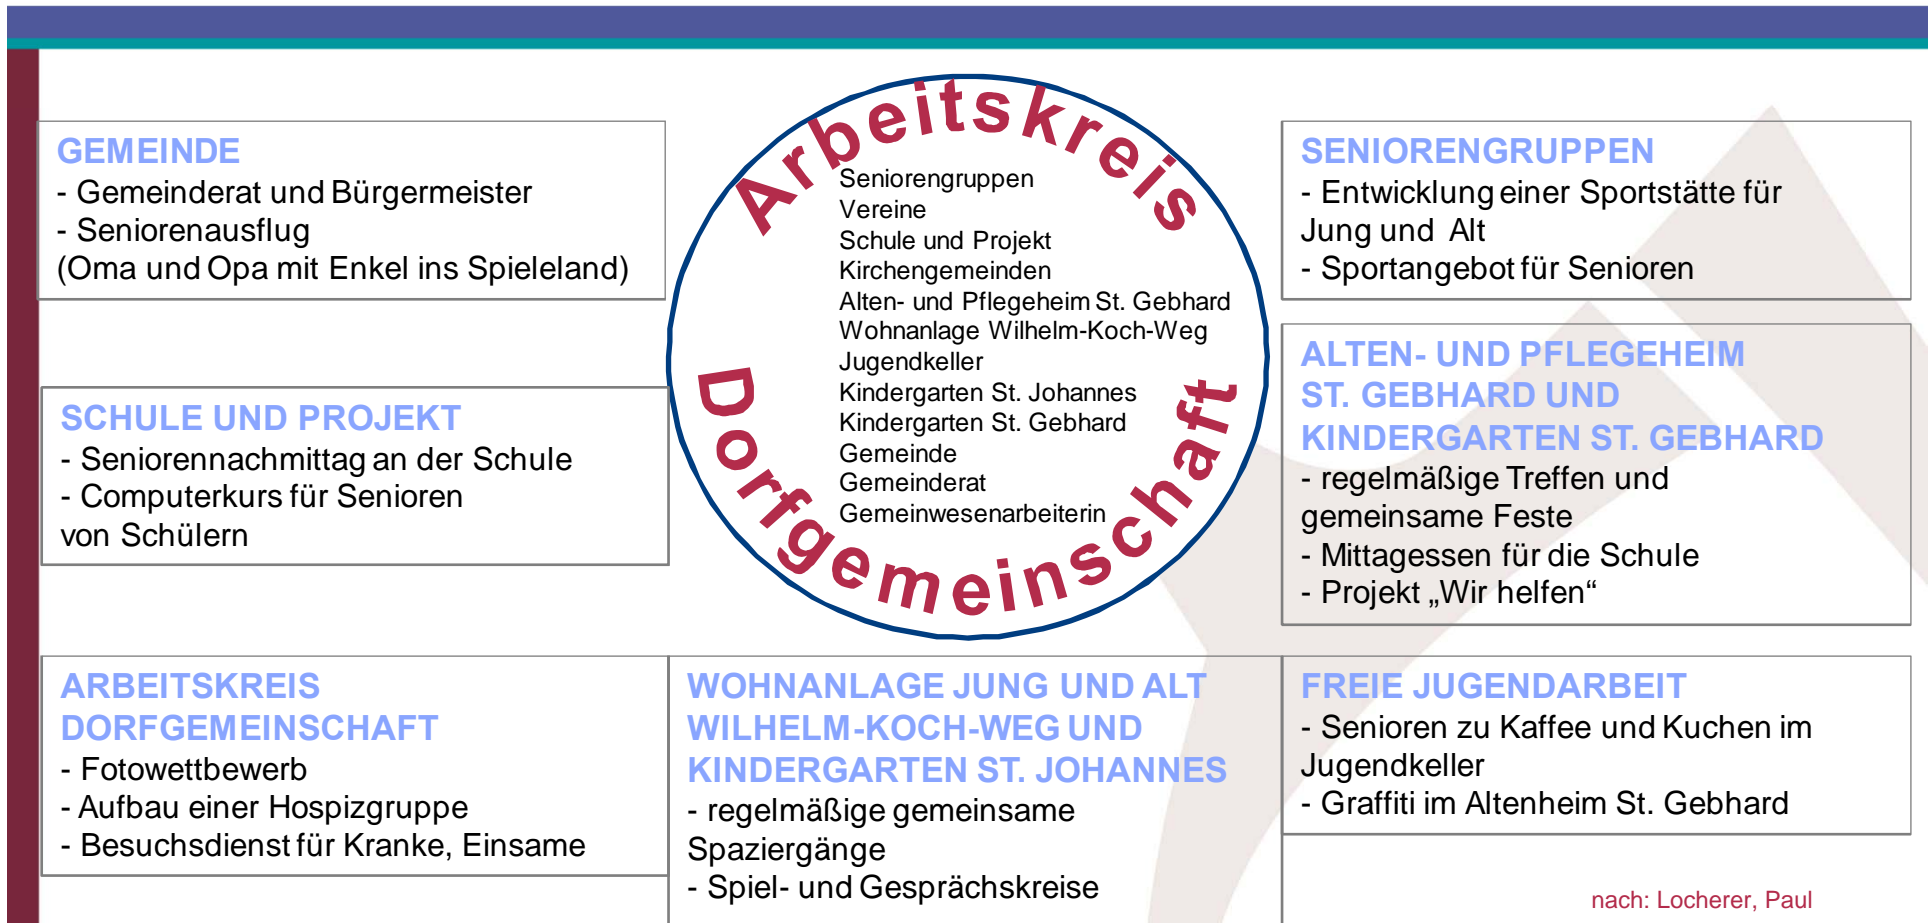 GEMEINDE
- Gemeinderat und Bürgermeister
- Seniorenausflug
(Oma und Opa mit Enkel ins Spieleland)
SCHULE UND PROJEKT
- Seniorennachmittag an der Schule
- Computerkurs für Senioren
von Schülern
ARBEITSKREIS
DORFGEMEINSCHAFT
- Fotowettbewerb
- Aufbau einer Hospizgruppe
- Besuchsdienst für Kranke, Einsame
Arbeitskreis
Seniorengruppen
Vereine
Schule und Projekt
Kirchengemeinden
Alten- und Pflegeheim St. Gebhard
Wohnanlage Wilhelm-Koch-Weg
Jugendkeller
Kindergarten St. Johannes
Kindergarten St. Gebhard
Gemeinde
Gemeinderat
Gemeinwesenarbeiterin
Dorfgemeinschaft
WOHNANLAGE JUNG UND ALT
WILHELM-KOCH-WEG UND
KINDERGARTEN ST. JOHANNES
- regelmäßige gemeinsame
Spaziergänge
- Spiel- und Gesprächskreise
SENIORENGRUPPEN
- Entwicklung einer Sportstätte für
Jung und Alt
- Sportangebot für Senioren
ALTEN- UND PFLEGEHEIM
ST. GEBHARD UND
KINDERGARTEN ST. GEBHARD
- regelmäßige Treffen und
gemeinsame Feste
- Mittagessen für die Schule
- Projekt „Wir helfen“
FREIE JUGENDARBEIT
- Senioren zu Kaffee und Kuchen im
Jugendkeller
- Graffiti im Altenheim St. Gebhard
nach: Locherer, Paul